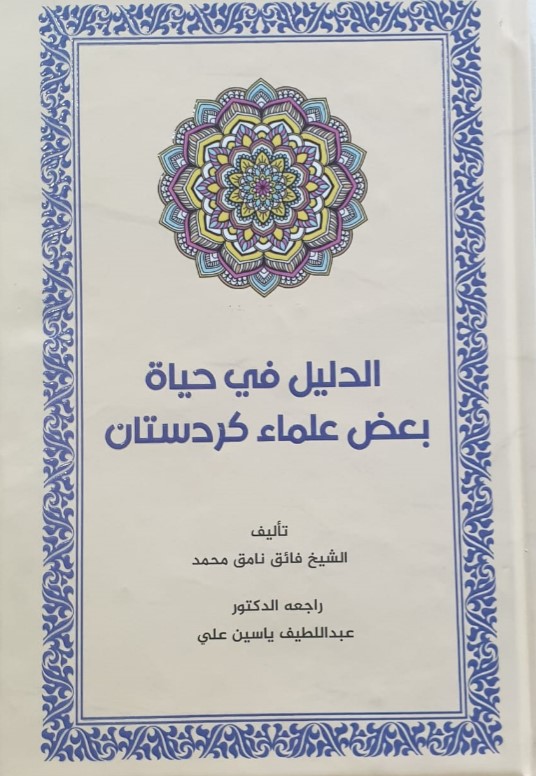 الدليل في حياة
بعض علماء كردستان
تأليف
الشيخ فائق نامق محمد
راجعه الدكتور
عبداللطيف ياسين علي